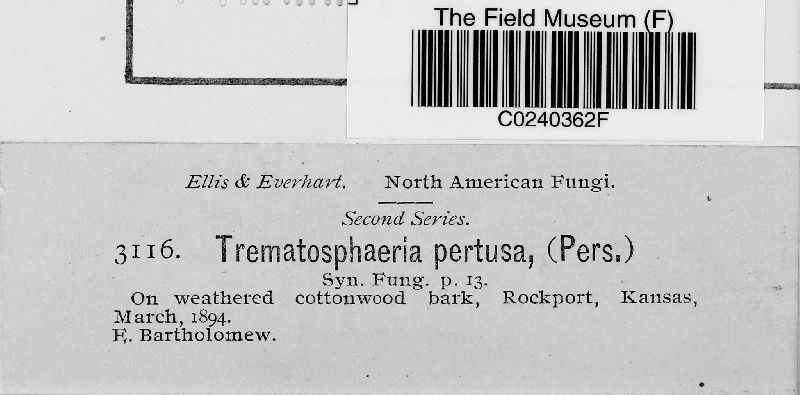 The Field Museum (F)
C0240362F
Ellis & Everhart. North American Fungi.
Second Series.
3116. Trematosphaeria pertusa, (Pers.)
Syn. Fung. p. 13.
On weathered cottonwood bark, Rockport, Kansas,
March, 1894.
E. Bartholomew.